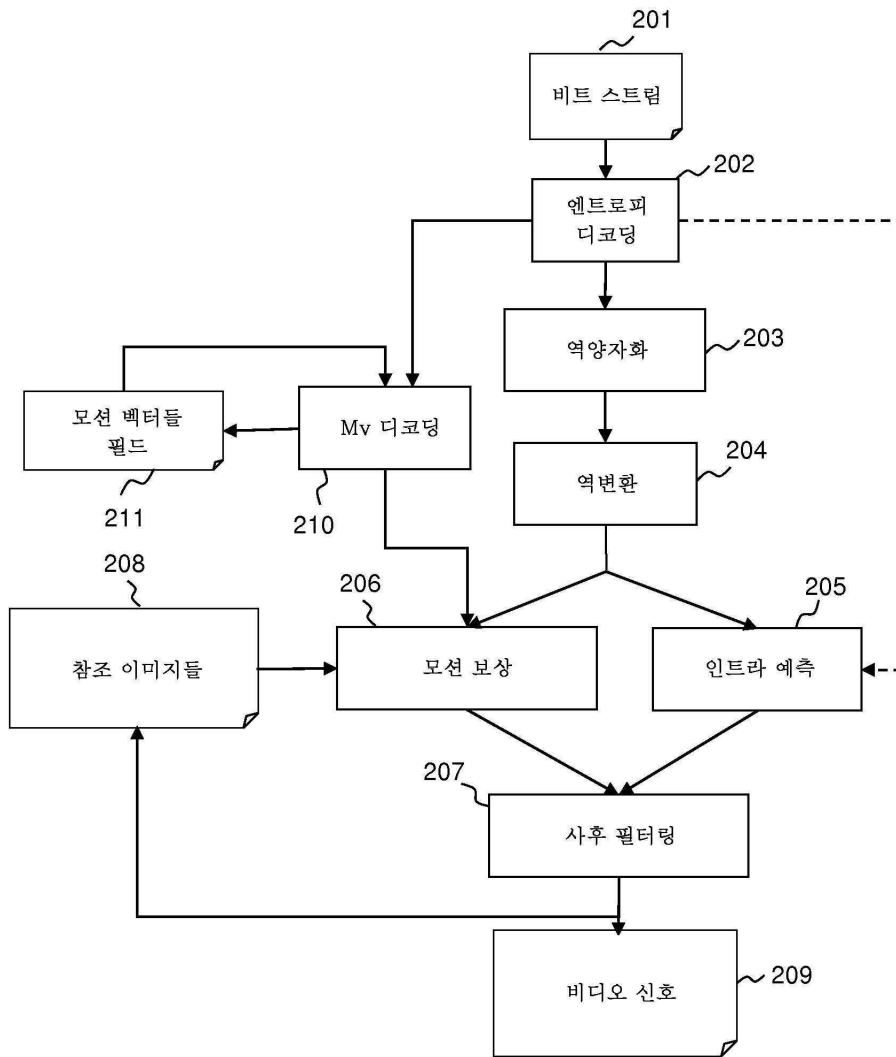 201
비트 스트림
202
엔트로피
디코딩
역양자화
203
모션 벡터들
필드
Mv 디코딩
역변환
204
211
210
208
206
205
참조 이미지들
모션 보상
인트라 예측
207
사후 필터링
비디오 신호
209